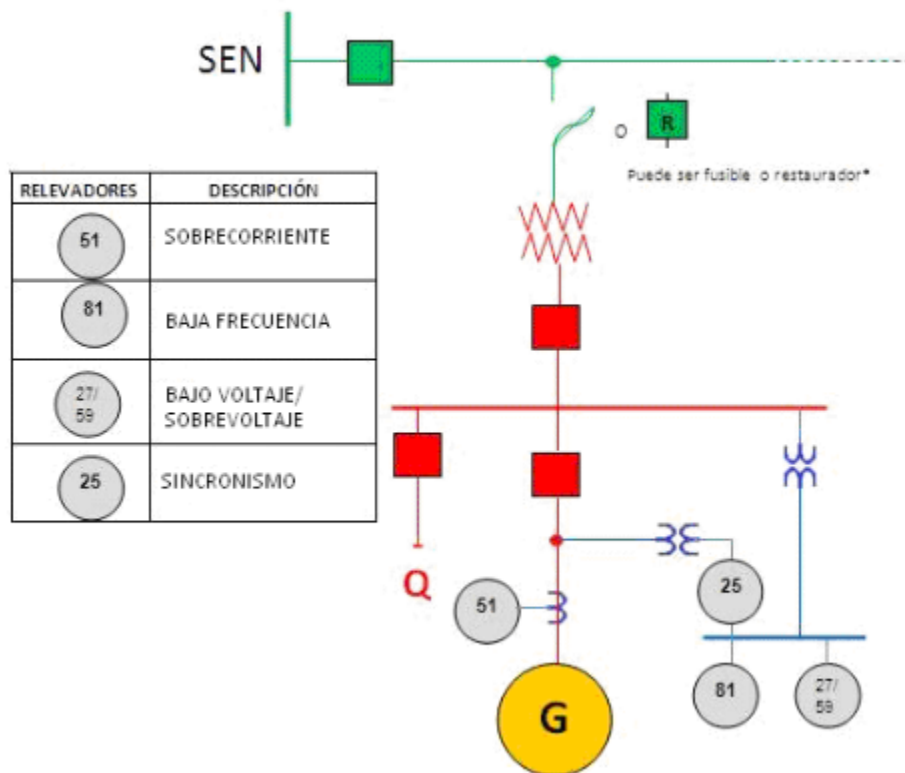 SEN
O
R
Puede ser fusible o restaurador*
RELEVADORES DESCRIPCIÓN
51 SOBRECORRIENTE
81 BAJA FRECUENCIA
27/
59
BAJO VOLTAJE/
SOBREVOLTAJE
25 SINCRONISMO
Q
51
25
81
27/
59
G